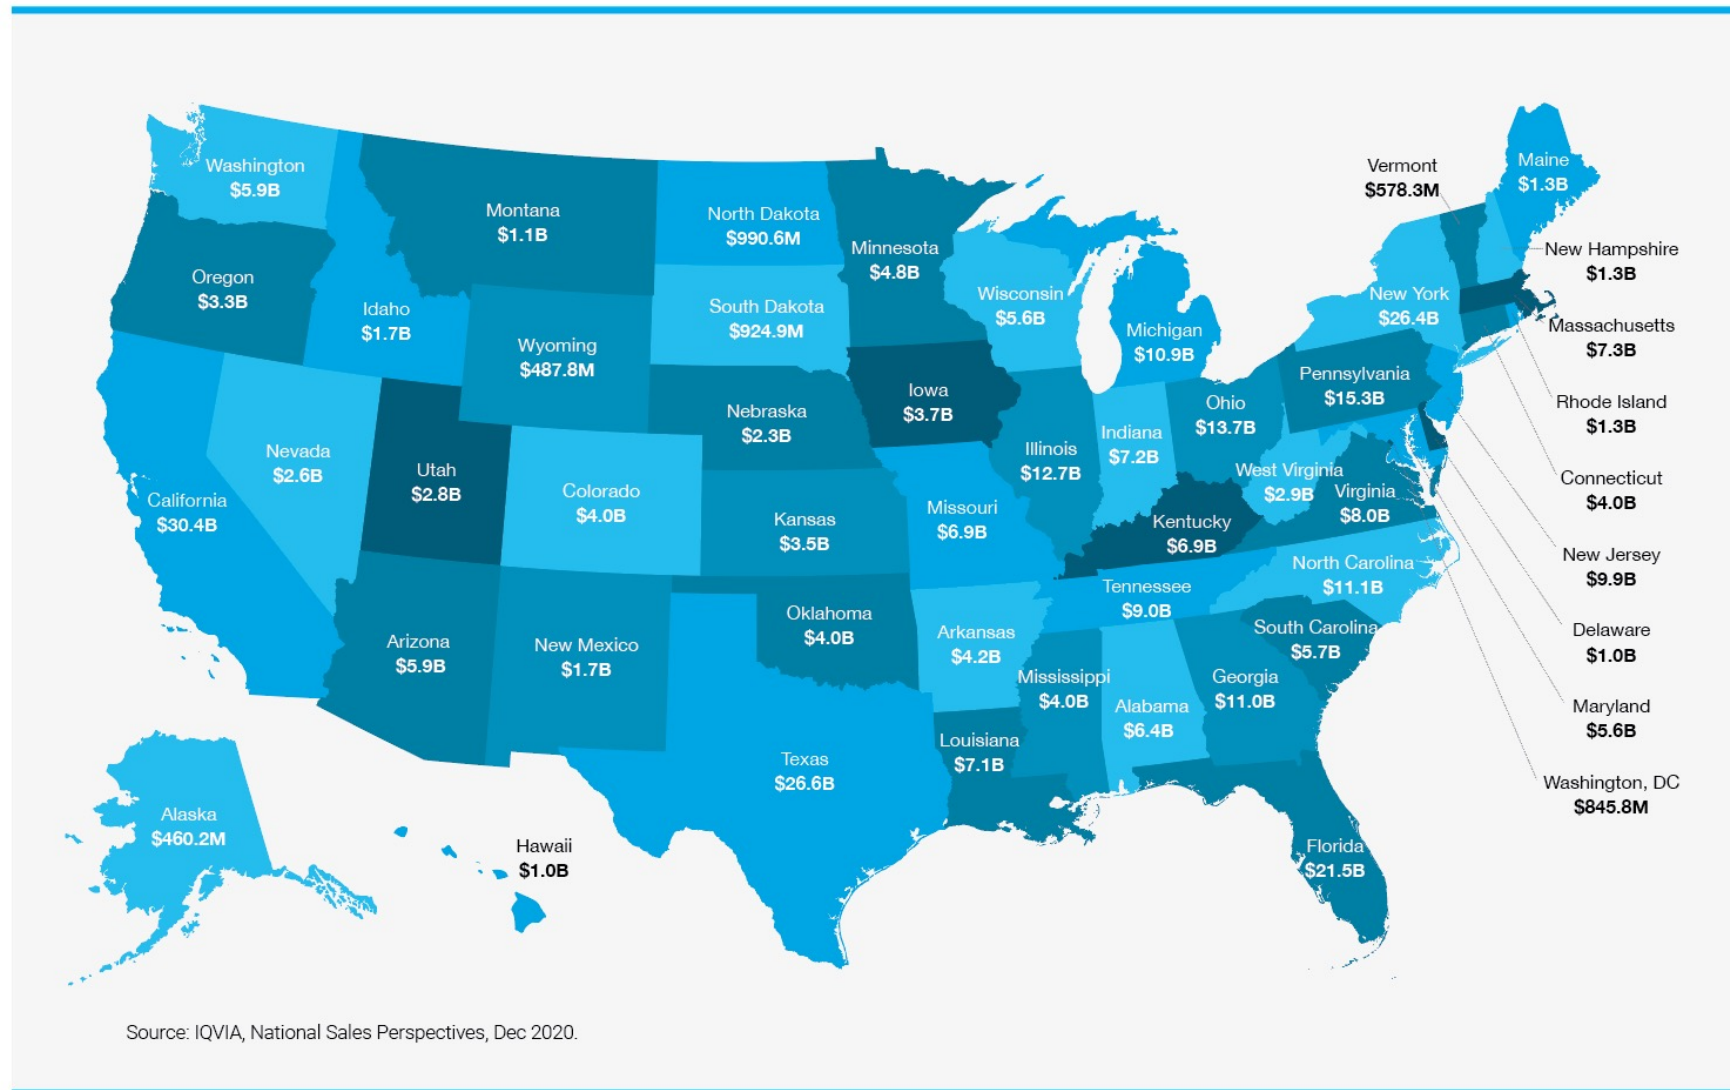 Washington
$5.9B
Oregon
$3.3B
Idaho
$1.7B
Montana
$1.1B
North Dakota
$990.6M
Minnesota
$4.8B
South Dakota
$924.9M
Wisconsin
$5.6B
Wyoming
$487.8M
Michigan
$10.9B
Nebraska
$2.3B
Iowa
$3.7B
Nevada
$2.6B
Utah
$2.8B
California
$30.4B
Colorado
$4.0B
Kansas
$3.5B
Missouri
$6.9B
Illinois
$12.7B
Indiana
$7.2B
Ohio
$13.7B
Pennsylvania
$15.3B
New York
$26.4B
Vermont
$578.3M
Maine
$1.3B
New Hampshire
$1.3B
Massachusetts
$7.3B
Rhode Island
$1.3B
Connecticut
$4.0B
New Jersey
$9.9B
Delaware
$1.0B
Maryland
$5.6B
Washington, DC
$845.8M
West Virginia
$2.9B
Virginia
$8.0B
Kentucky
$6.9B
North Carolina
$11.1B
Tennessee
$9.0B
South Carolina
$5.7B
Arizona
$5.9B
New Mexico
$1.7B
Oklahoma
$4.0B
Arkansas
$4.2B
Mississippi
$4.0B
Alabama
$6.4B
Georgia
$11.0B
Louisiana
$7.1B
Texas
$26.6B
Florida
$21.5B
Alaska
$460.2M
Hawaii
$1.0B
Source: IQVIA, National Sales Perspectives, Dec 2020.